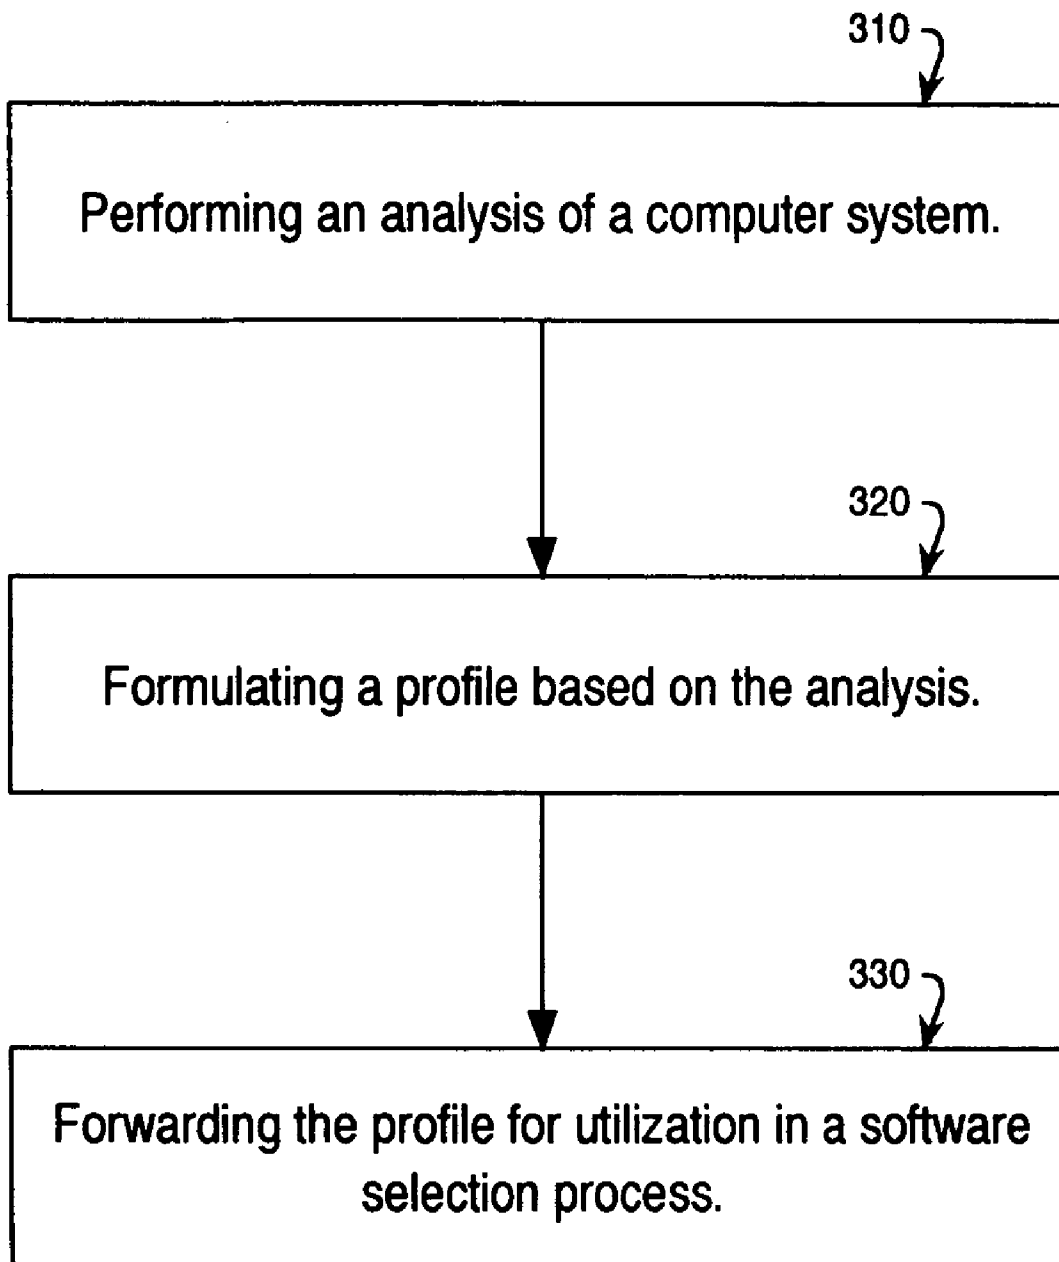 310
Performing an analysis of a computer system.
320
Formulating a profile based on the analysis.
330
Forwarding the profile for utilization in a software
selection process.